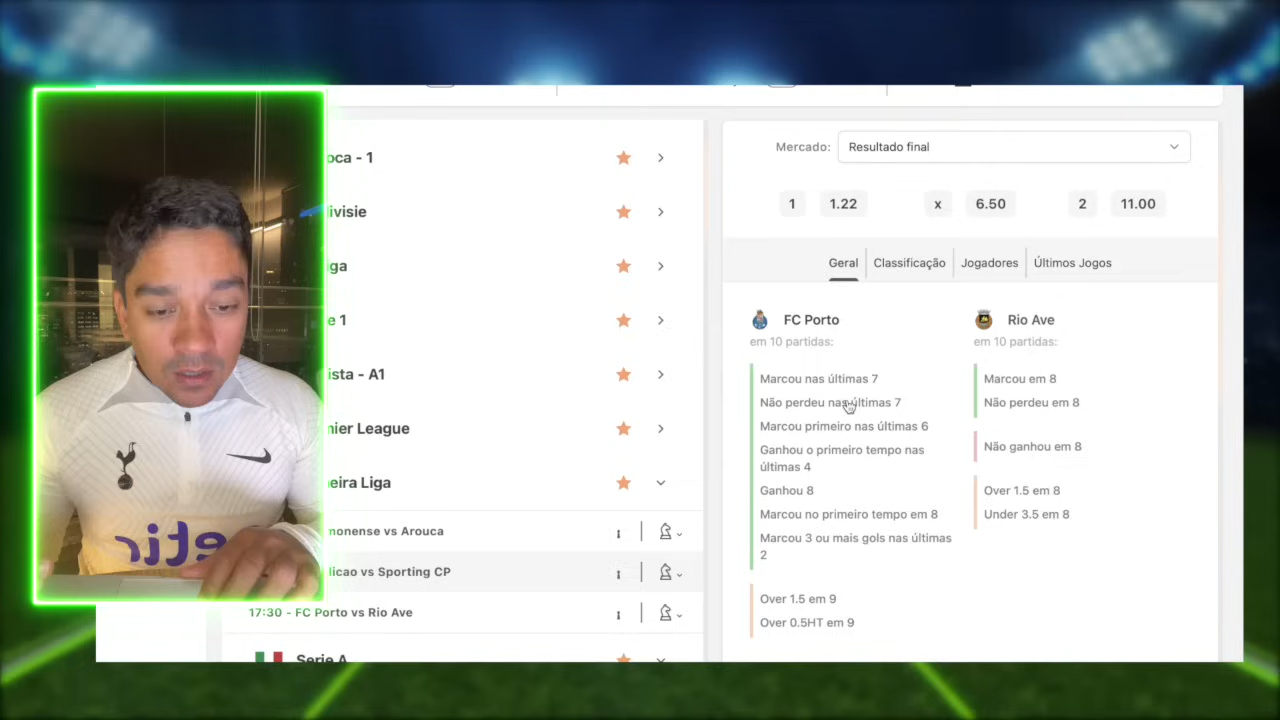 oca - 1
ivisie
ga
e 1
ista - A1
nier League
eira Liga
monense vs Arouca
licao vs Sporting CP
17:30 - FC Porto vs Rio Ave
Serie A
Mercado:
Resultado final
1
1.22
x
6.50
2
11.00
Geral
Classificação
Jogadores
Últimos Jogos
FC Porto
em 10 partidas:
Marcou nas últimas 7
Não perdeu nas últimas 7
Marcou primeiro nas últimas 6
Ganhou o primeiro tempo nas
últimas 4
Ganhou 8
Marcou no primeiro tempo em 8
Marcou 3 ou mais gols nas últimas
2
Over 1.5 em 9
Over 0.5HT em 9
Rio Ave
em 10 partidas:
Marcou em 8
Não perdeu em 8
Não ganhou em 8
Over 1.5 em 8
Under 3.5 em 8